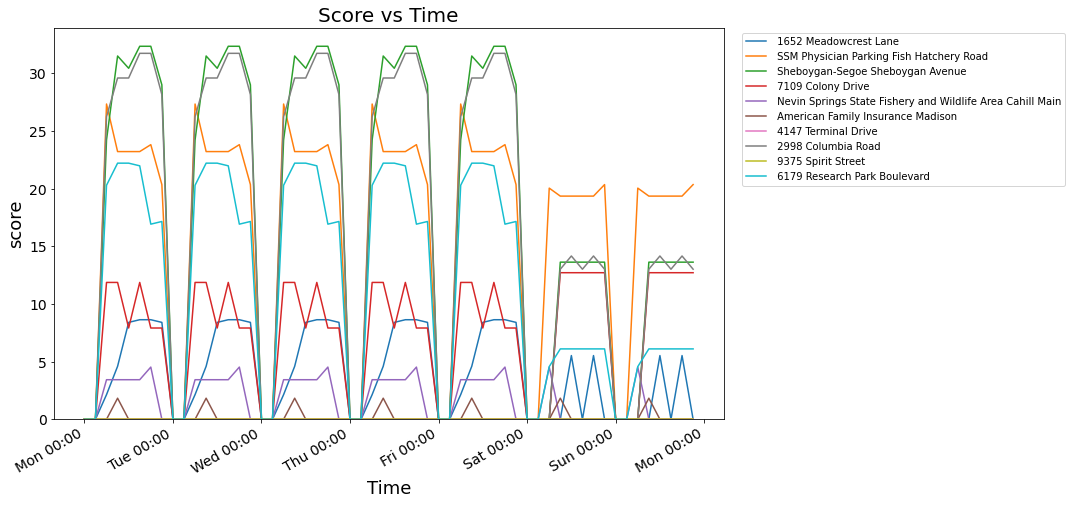 Score vs Time
score
30
25
20
15
10
5
0
Mon 00:00
Tue 00:00
Wed 00:00
Thu 00:00
Fri 00:00
Sat 00:00
Sun 00:00
Mon 00:00
Time
1652 Meadowcrest Lane
SSM Physician Parking Fish Hatchery Road
Sheboygan-Segoe Sheboygan Avenue
7109 Colony Drive
Nevin Springs State Fishery and Wildlife Area Cahill Main
American Family Insurance Madison
4147 Terminal Drive
2998 Columbia Road
9375 Spirit Street
6179 Research Park Boulevard